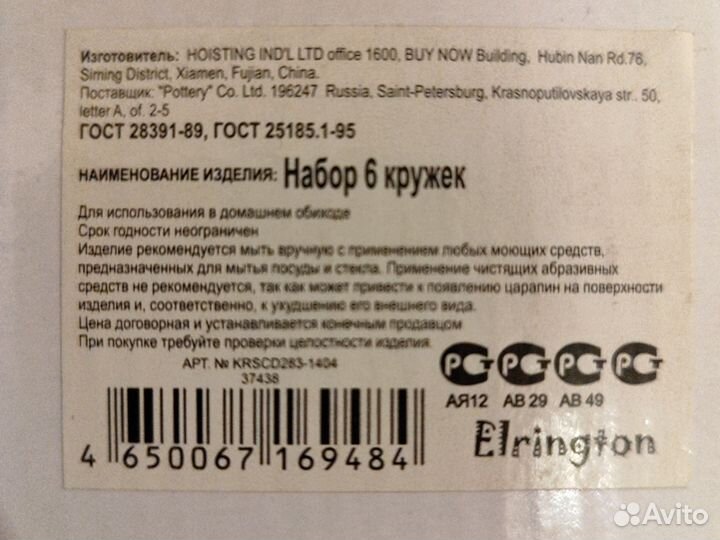 Изготовитель: HOISTING IND'L LTD office 1600, BUY NOW Building, Hubin Nan Rd.76,
Siming District, Xiamen, Fujian, China.
Поставщик: "Pottery" Co. Ltd. 196247 Russia, Saint-Petersburg, Krasnoputilovskaya str.. 50,
letter A, of. 2-5
ГОСТ 28391-89, ГОСТ 25185.1-95
НАИМЕНОВАНИЕ ИЗДЕЛИЯ: Набор 6 кружек
Для использования в домашнем обиходе
Срок годности неограничен
Изделие рекомендуется мыть вручную с применением любых моющих средств,
предназначенных для мытья посуды и стекла. Применение чистящих абразивных
средств не рекомендуется, так как может привести к появлению царапин на поверхности
изделия и, соответственно, к ухудшению его внешнего вида.
Цена договорная и устанавливается конечным продавцом
При покупке требуйте проверки целостности изделия.
АРТ. № KRSCD283-1404
37438
РСТ РСТ РСТ РСТ
АЯ12 АВ 29 АВ 49
Elrington
4 650067 169484
Avito